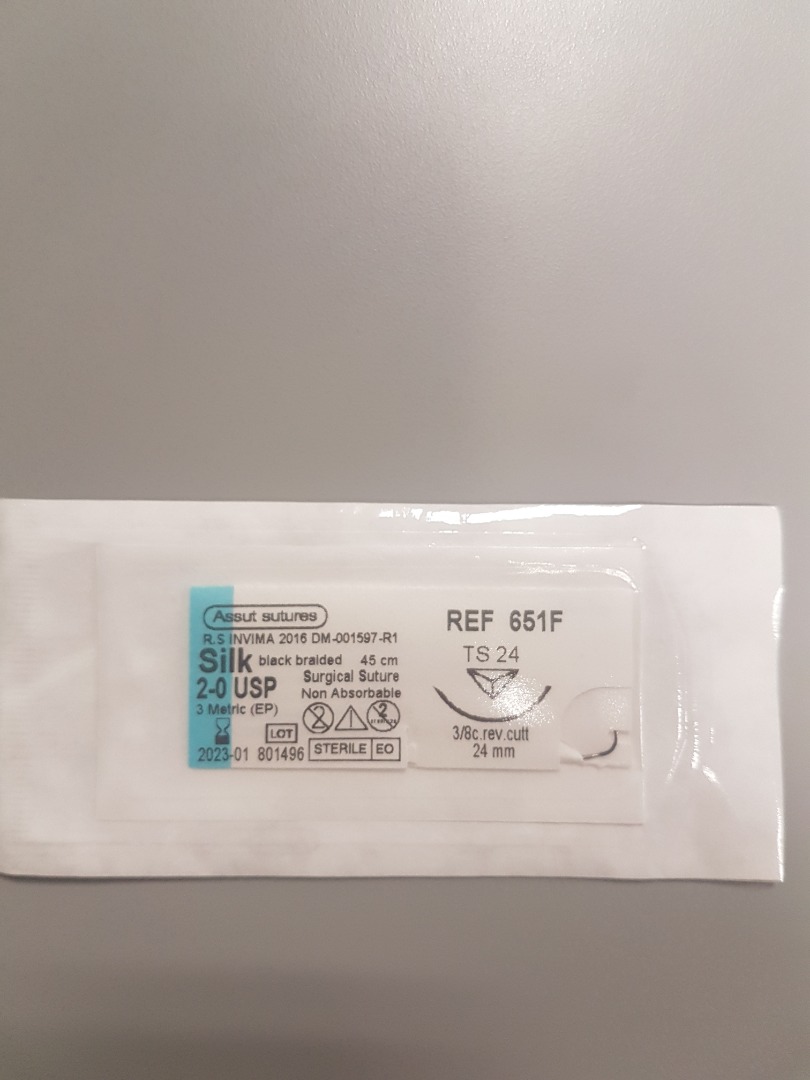 Assut sutures
R.S INVIMA 2016 DM-001597-R1
Silk black braided 45 cm
2-0 USP
Surgical Suture
Non Absorbable
3 Metric (EP)
2
2
LOT
2023-01 801496
STERILE EO
REF 651F
TS 24
3/8c.rev.cutt
24 mm